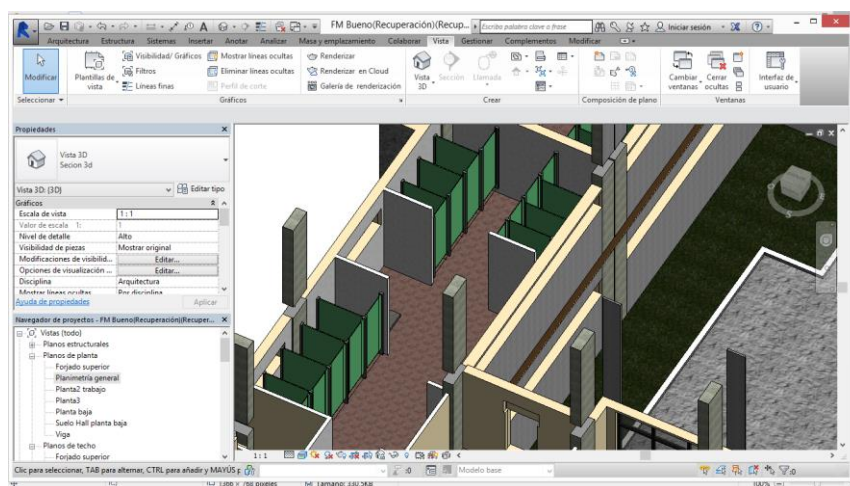 FM Bueno(Recuperación)(Recup...
Escriba palabra clave o frase
Iniciar sesión
Arquitectura Estructura Sistemas Insertar Anotar Analizar Masa y emplazamiento Colaborar Vista Gestionar Complementos Modificar
Modificar
Plantillas de vista
Visibilidad/ Gráficos
Filtros
Líneas finas
Mostrar líneas ocultas
Eliminar líneas ocultas
Perfil de corte
Renderizar
Renderizar en Cloud
Galería de renderización
Vista 3D
Sección
Llamada
Cambiar ventanas
Cerrar ocultas
Interfaz de usuario
Seleccionar
Gráficos
Crear
Composición de plano
Ventanas
Propiedades
Vista 3D
Secion 3d
Vista 3D: {3D}
Editar tipo
Gráficos
Escala de vista 1 : 1
Valor de escala 1: 1
Nivel de detalle Alto
Visibilidad de piezas Mostrar original
Modificaciones de visibilid... Editar...
Opciones de visualización ... Editar...
Disciplina Arquitectura
Mostrar líneas ocultas Por disciplina
Ayuda de propiedades Aplicar
Navegador de proyectos - FM Bueno(Recuperación)(Recuper...
Vistas (todo)
Planos estructurales
Planos de planta
Forjado superior
Planimetría general
Planta2 trabajo
Planta3
Planta baja
Suelo Hall planta baja
Viga
Planos de techo
Forjado superior
S
1:1
Clic para seleccionar, TAB para alternar, CTRL para añadir y MAYÚS p
:0
Modelo base
:0
1366 x 768 píxeles
Tamaño: 330,5KB
100%